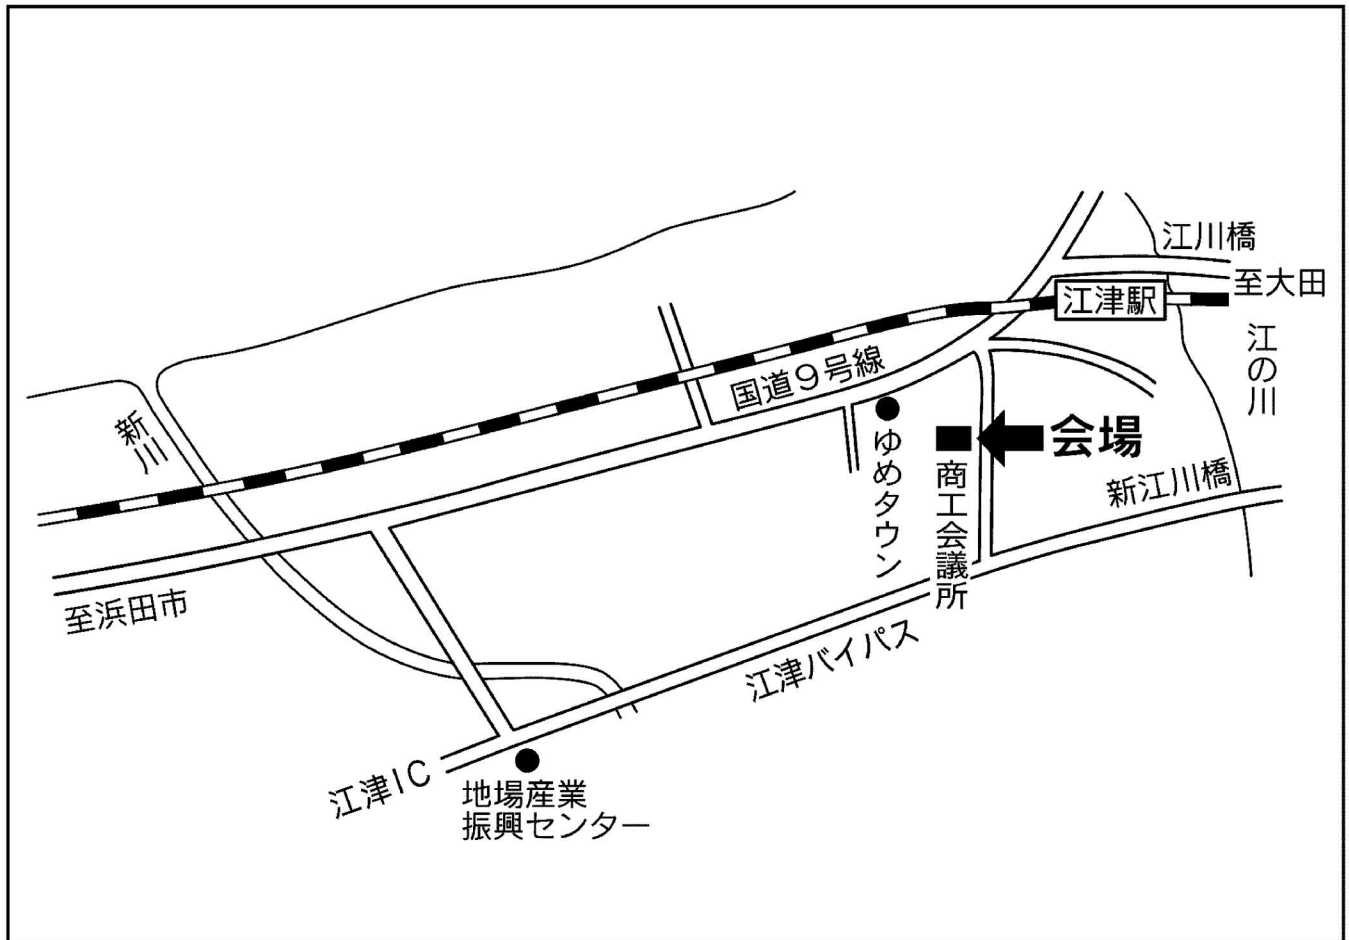 江川橋
至大田
江津駅
江の川
国道9号線
新川
ゆめタウン
商工会議所
会場
新江川橋
至浜田市
江津バイパス
江津IC
地場産業
振興センター